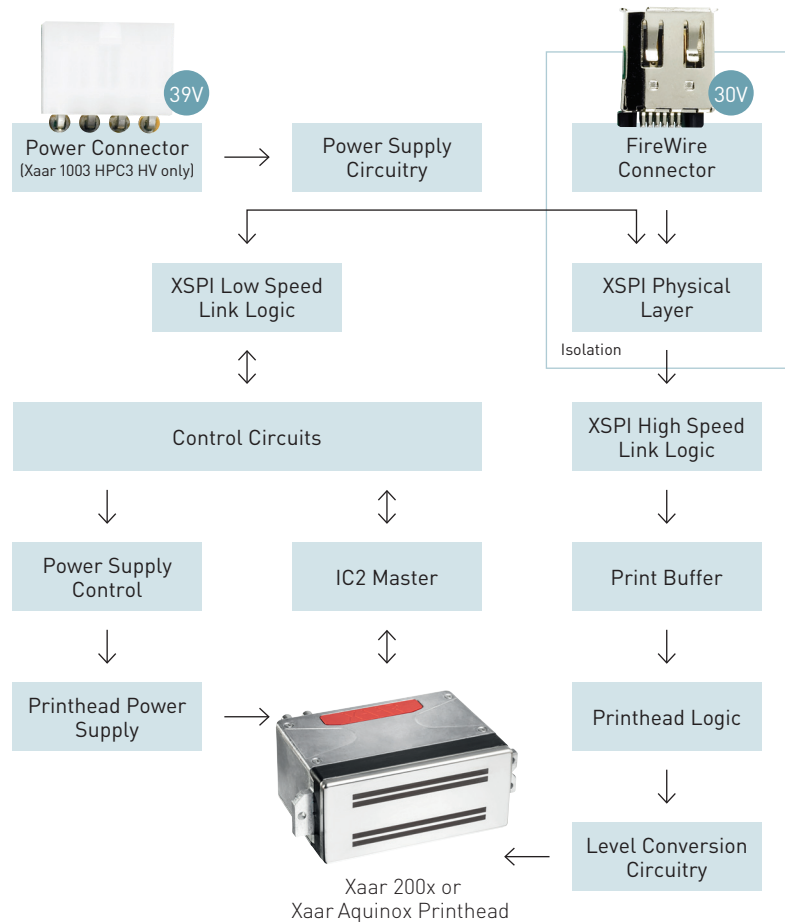 39V
30V
Power Connector
(Xaar 1003 HPC3 HV only)
Power Supply
Circuitry
FireWire
Connector
XSPI Low Speed
Link Logic
XSPI Physical
Layer
Isolation
Control Circuits
XSPI High Speed
Link Logic
Power Supply
Control
IC2 Master
Print Buffer
Printhead Power
Supply
Printhead Logic
Level Conversion
Circuitry
Xaar 200x or
Xaar Aquinox Printhead